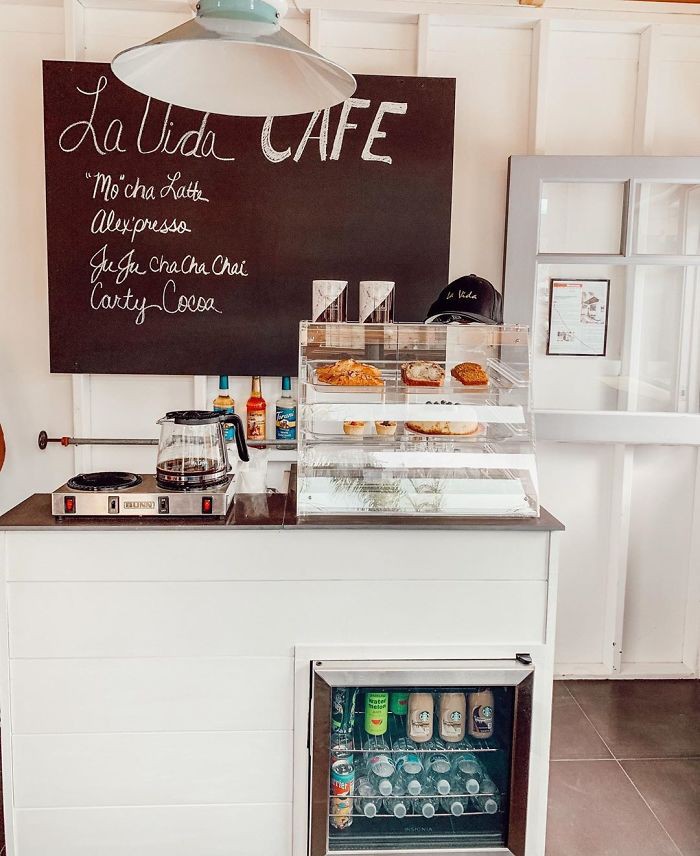 La Vida CAFE
"Mo"cha Latte
Alex'presso
JuJu ChaCha Chai
Carty Cocoa
La Vida
Torani
BUNN
water
melon
INSIGNIA